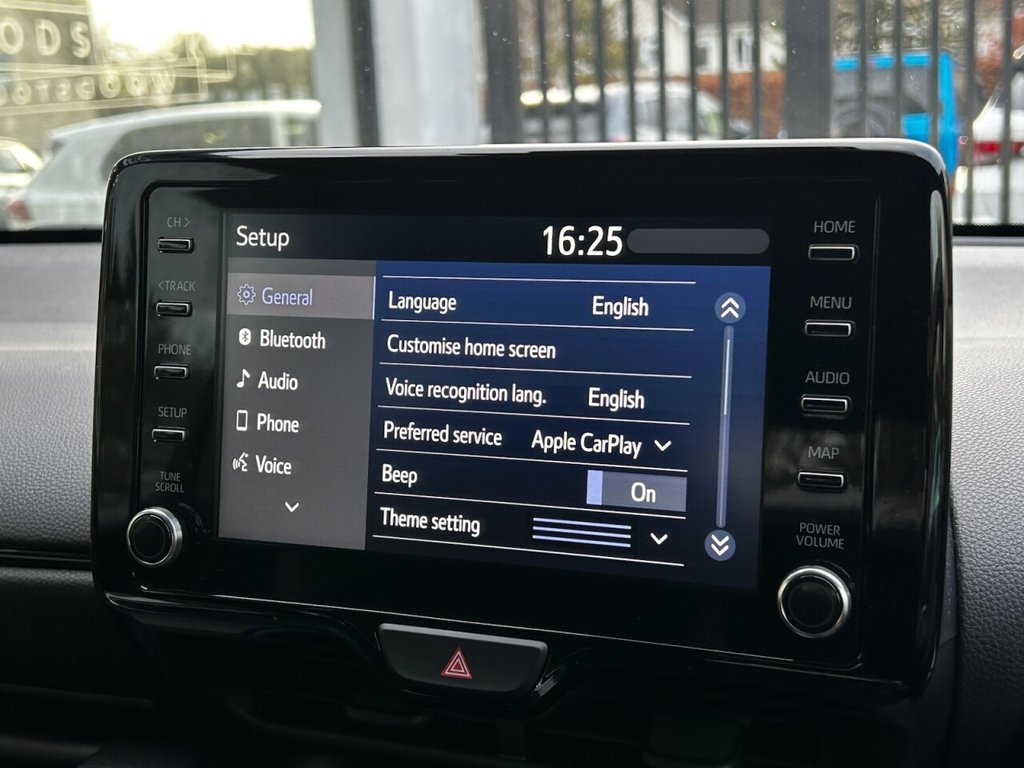 ODS
CH >
<TRACK
PHONE
SETUP
TUNE
SCROLL
Setup
16:25
General
Bluetooth
Audio
Phone
Voice
Language English
Customise home screen
Voice recognition lang. English
Preferred service Apple CarPlay
Beep On
Theme setting
HOME
MENU
AUDIO
MAP
POWER
VOLUME